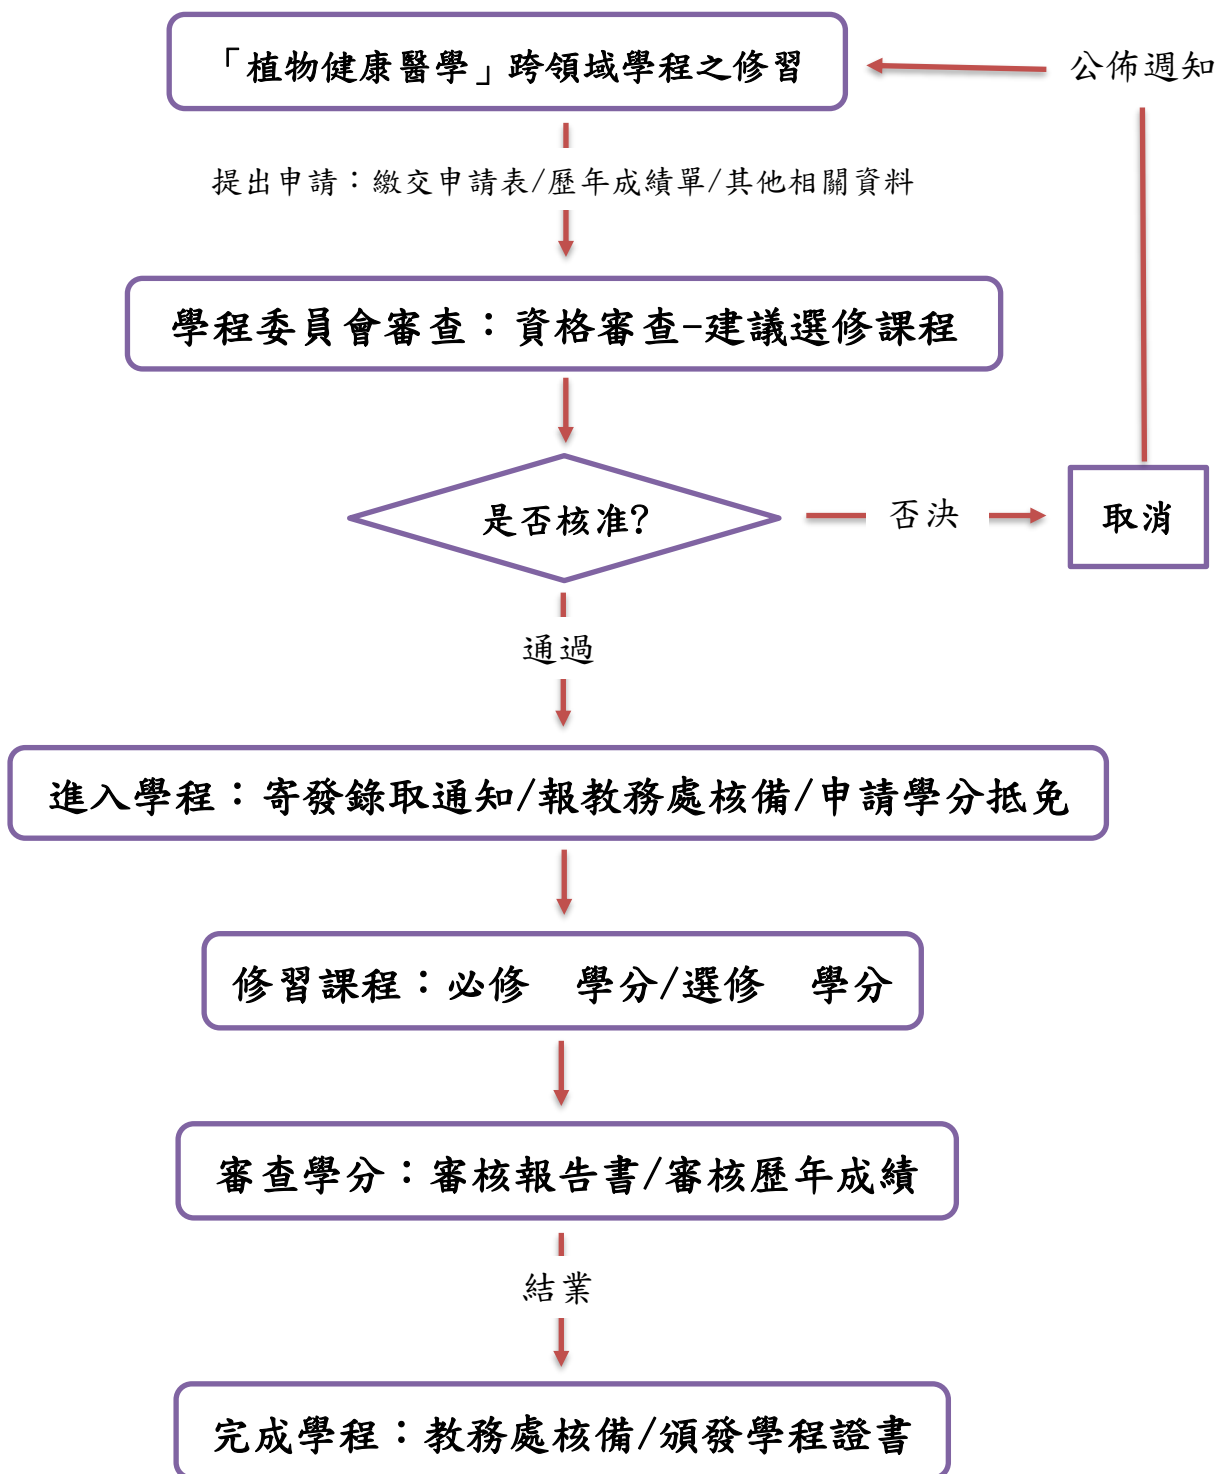 「植物健康醫學」跨領域學程之修習
公佈週知
提出申請：繳交申請表/歷年成績單/其他相關資料
學程委員會審查：資格審查-建議選修課程
是否核准?
否決
取消
通過
進入學程：寄發錄取通知/報教務處核備/申請學分抵免
修習課程：必修　學分/選修　學分
審查學分：審核報告書/審核歷年成績
結業
完成學程：教務處核備/頒發學程證書